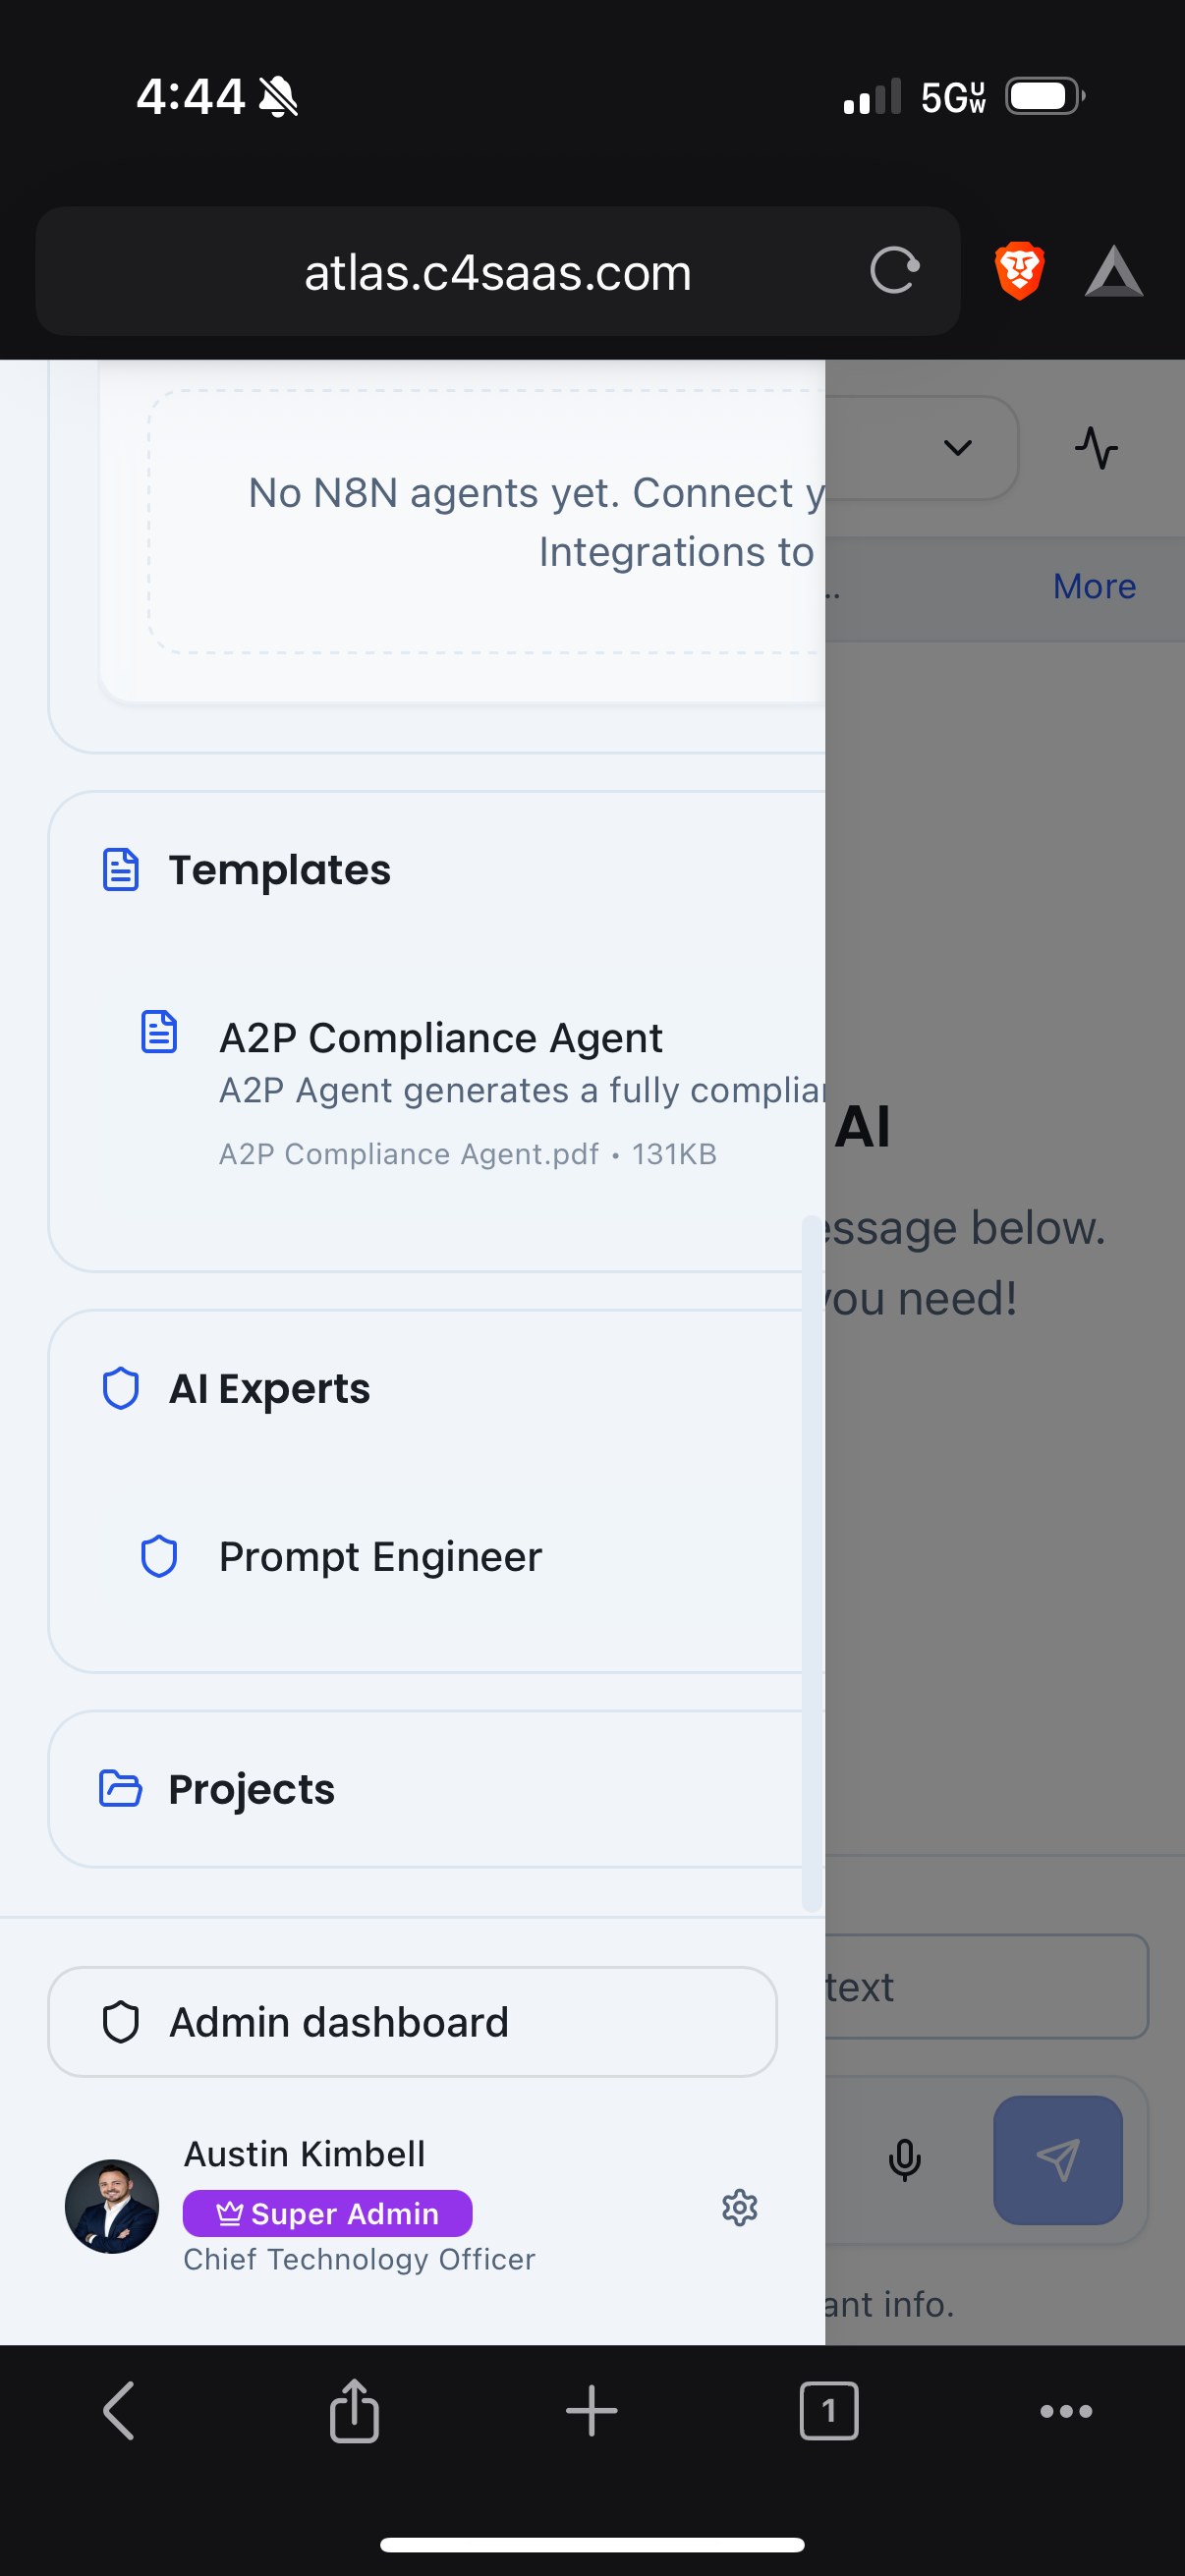 4:44
5G UW
atlas.c4saas.com
No N8N agents yet. Connect y
Integrations to
..
More
Templates
A2P Compliance Agent
A2P Agent generates a fully complian
A2P Compliance Agent.pdf • 131KB
AI
essage below.
you need!
AI Experts
Prompt Engineer
Projects
text
Admin dashboard
Austin Kimbell
Super Admin
Chief Technology Officer
ant info.
1